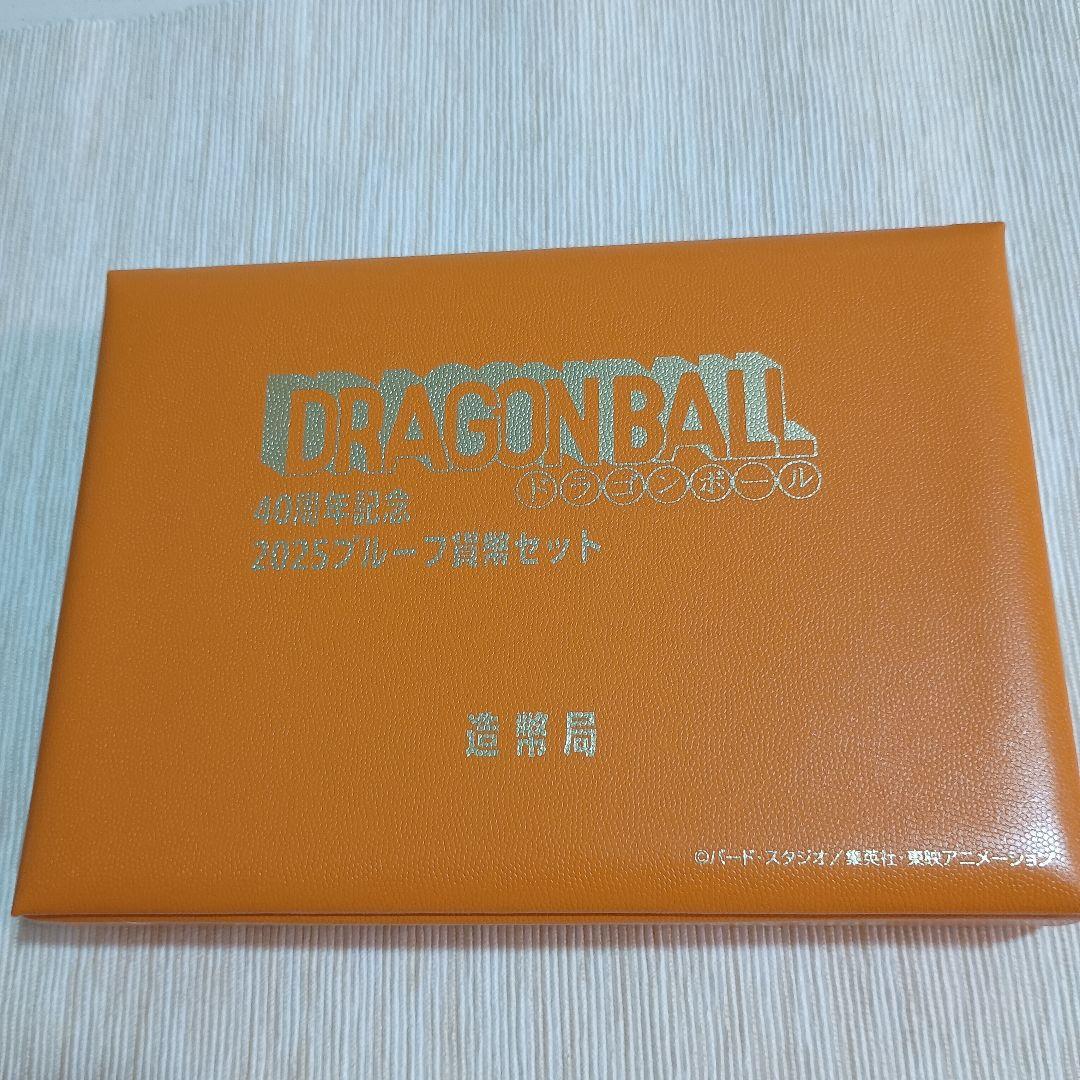 DRAGON BALL
ドラゴンボール
40周年記念
2025プルーフ貨幣セット
造幣局
©バード・スタジオ/集英社・東映アニメーション